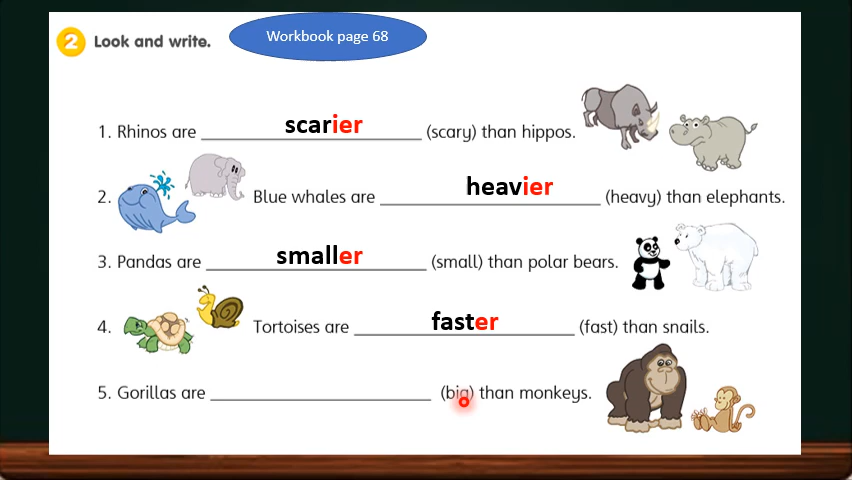 2 Look and write.
Workbook page 68
1. Rhinos are scarier (scary) than hippos.
2. Blue whales are heavier (heavy) than elephants.
3. Pandas are smaller (small) than polar bears.
4. Tortoises are faster (fast) than snails.
5. Gorillas are ____________________ (big) than monkeys.